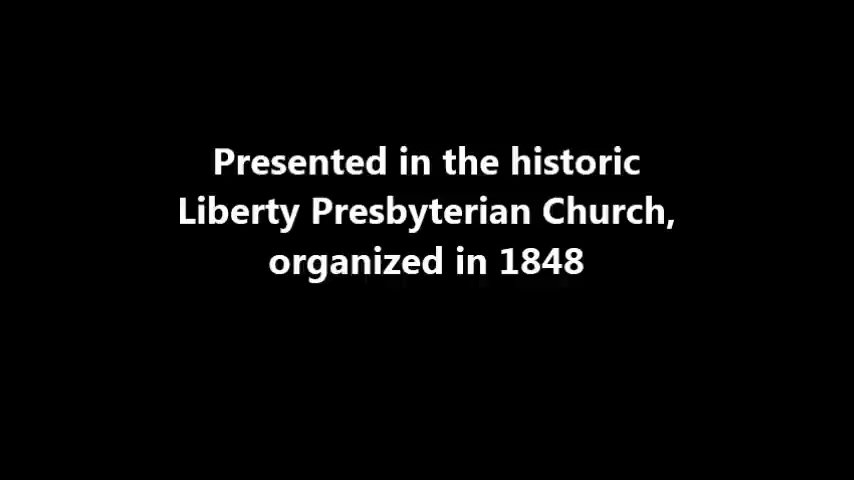 Presented in the historic
Liberty Presbyterian Church,
organized in 1848